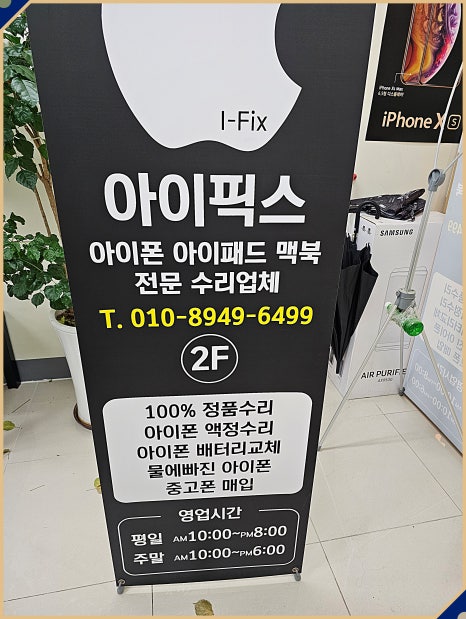 I-Fix
아이픽스
아이폰 아이패드 맥북
전문 수리업체
T. 010-8949-6499
2F
100% 정품수리
아이폰 액정수리
아이폰 배터리교체
물에빠진 아이폰
중고폰 매입
영업시간
평일 AM10:00~PM8:00
주말 AM10:00~PM6:00
iPhone Xs Max
iPhone XS
SAMSUNG
AIR PURIFIER